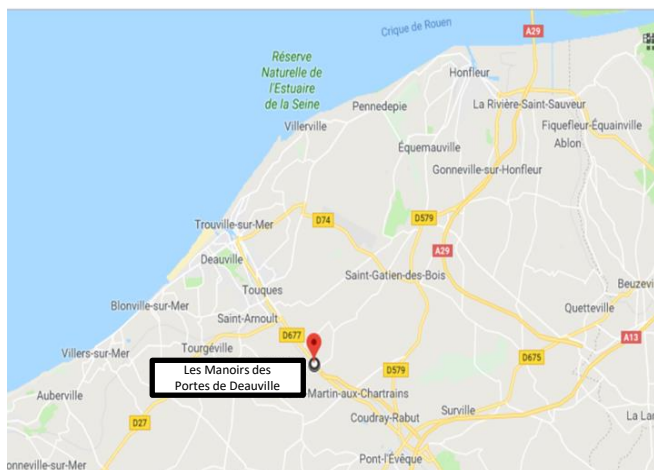 Crique de Rouen
A29
Réserve
Naturelle de
l'Estuaire
de la Seine
Honfleur
La Rivière-Saint-Sauveur
Pennedepie
Villerville
Fiquefleur-Équainville
Ablon
Équemauville
Gonneville-sur-Honfleur
Trouville-sur-Mer
D74
D579
A29
Deauville
Saint-Gatien-des-Bois
Touques
Beuzevi
Blonville-sur-Mer
Saint-Arnoult
Quetteville
D677
A13
Tourgéville
Villers-sur-Mer
Les Manoirs des
Portes de Deauville
D579
D675
Auberville
Martin-aux-Chartrains
D27
Coudray-Rabut
Surville
La Lan
Pont-l'Évêque
onneville-sur-Mer